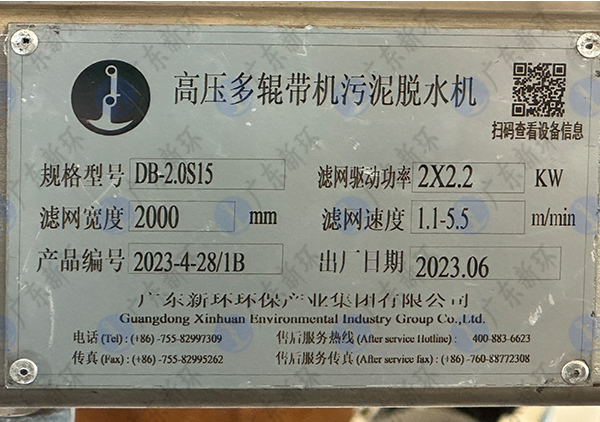 高压多辊带机污泥脱水机
扫码查看设备信息
规格型号 DB-2.0S15 滤网驱动功率 2X2.2 KW
滤网宽度 2000 mm 滤网速度 1.1-5.5 m/min
产品编号 2023-4-28/1B 出厂日期 2023.06
广东新环环保产业集团有限公司
Guangdong Xinhuan Environmental Industry Group Co.,Ltd.
电话 (Tel) : (+86) -755-82997309 售后服务热线 (After service Hotline) : 400-883-6623
传真 (Fax) : (+86) -755-82995262 售后服务传真 (After service fax) : (+86) -760-88772308
广东新环